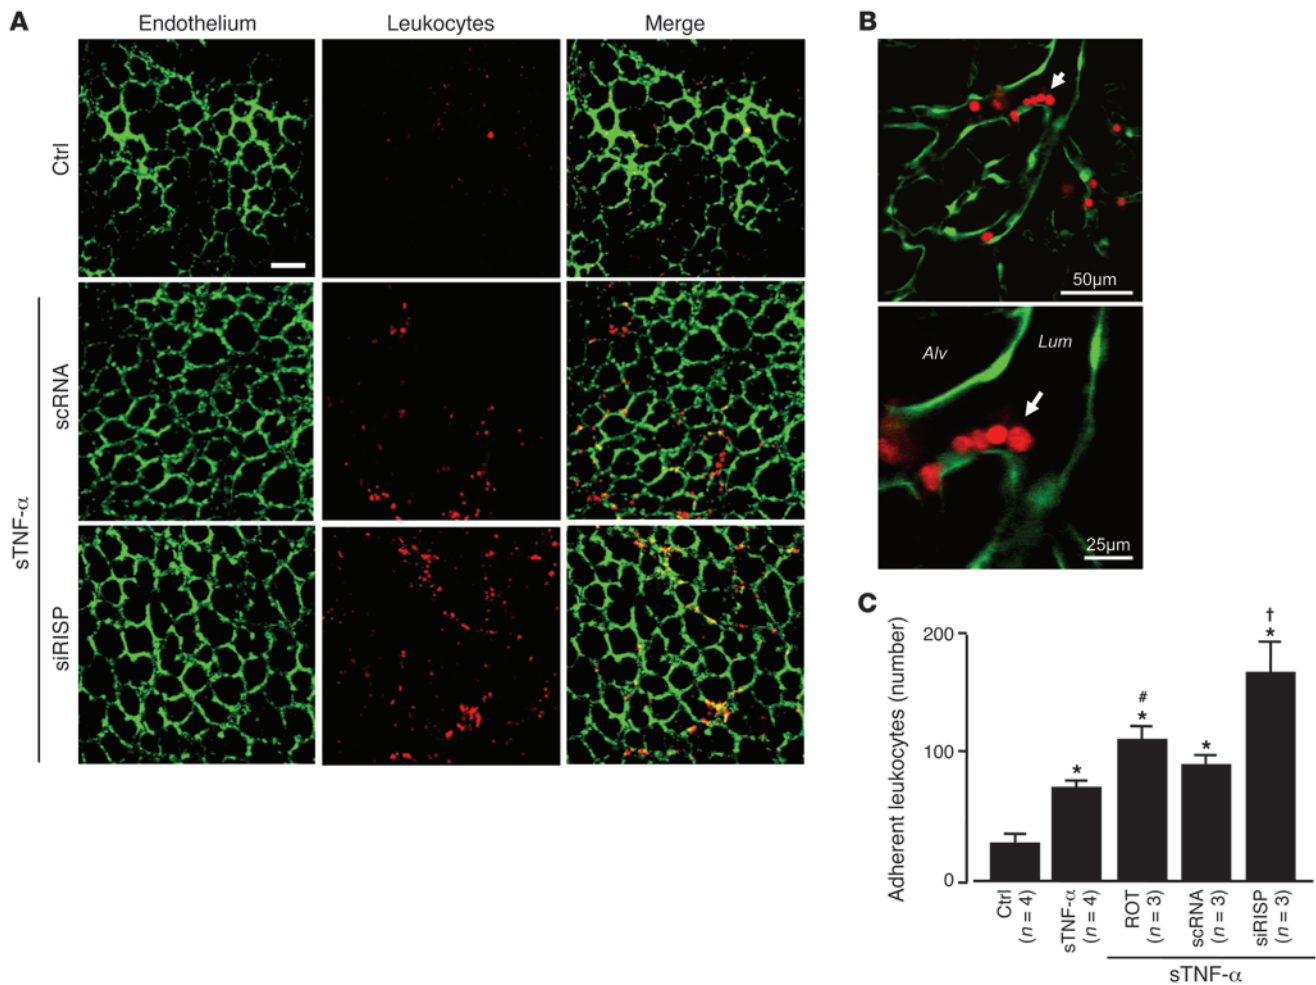 A
Endothelium
Leukocytes
Merge
Ctrl
scRNA
siRISP
sTNF-α
B
50µm
Alv
Lum
25µm
C
Adherent leukocytes (number)
200
100
0
*
#
*
*
†
*
Ctrl
(n = 4)
sTNF-α
(n = 4)
ROT
(n = 3)
scRNA
(n = 3)
siRISP
(n = 3)
sTNF-α